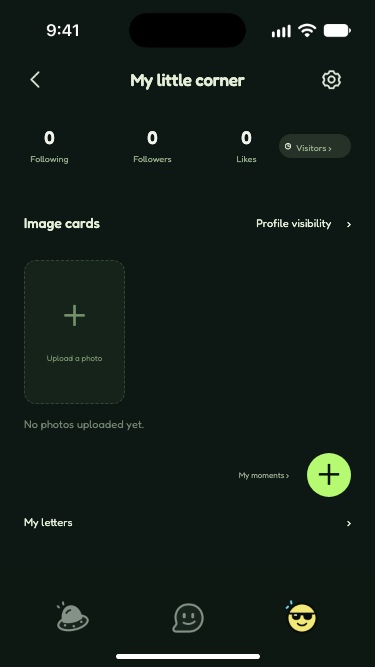 9:41
My little corner
0
Following
0
Followers
0
Likes
Visitors ›
Image cards
Profile visibility ›
Upload a photo
No photos uploaded yet.
My moments ›
My letters ›